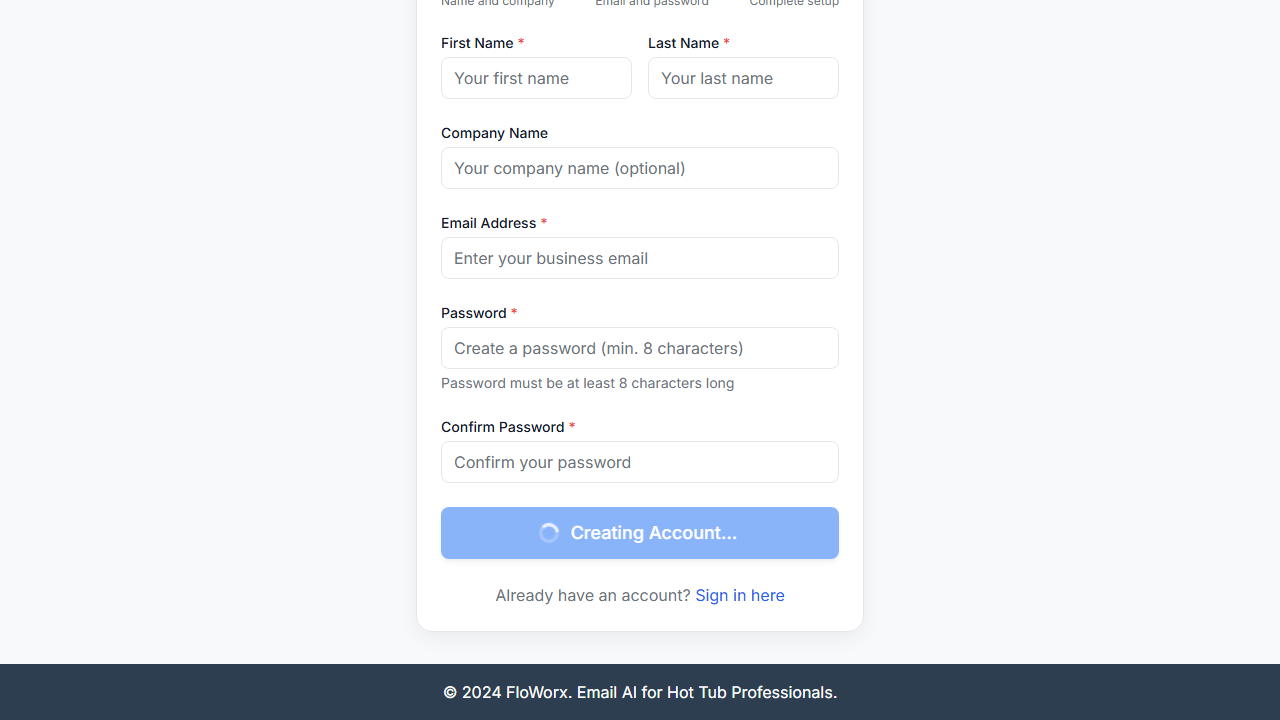 Name and company Email and password Complete setup
First Name * Last Name *
Your first name Your last name
Company Name
Your company name (optional)
Email Address *
Enter your business email
Password *
Create a password (min. 8 characters)
Password must be at least 8 characters long
Confirm Password *
Confirm your password
Creating Account...
Already have an account? Sign in here
© 2024 FloWorx. Email AI for Hot Tub Professionals.